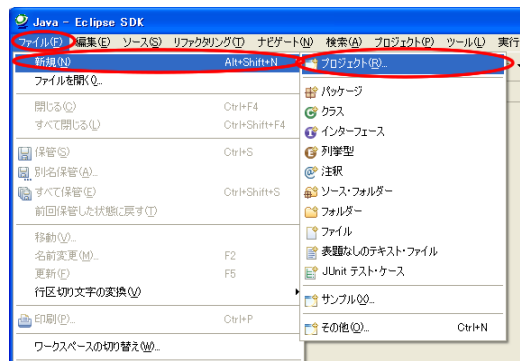 Java - Eclipse SDK
ファイル(F) 編集(E) ソース(S) リファクタリング(T) ナビゲート(N) 検索(A) プロジェクト(P) ツール(L) 実行
新規(N) Alt+Shift+N
ファイルを開く(.)...
閉じる(C) Ctrl+F4
すべて閉じる(L) Ctrl+Shift+F4
保管(S) Ctrl+S
別名保管(A)...
すべて保管(E) Ctrl+Shift+S
前回保管した状態に戻す(T)
移動(V)...
名前変更(M)... F2
更新(F) F5
行区切り文字の変換(V)
印刷(P)... Ctrl+P
ワークスペースの切り替え(W)...
プロジェクト(R)...
パッケージ
クラス
インターフェース
列挙型
注釈
ソース・フォルダー
フォルダー
ファイル
表題なしのテキスト・ファイル
JUnit テスト・ケース
サンプル(X)...
その他(O)... Ctrl+N